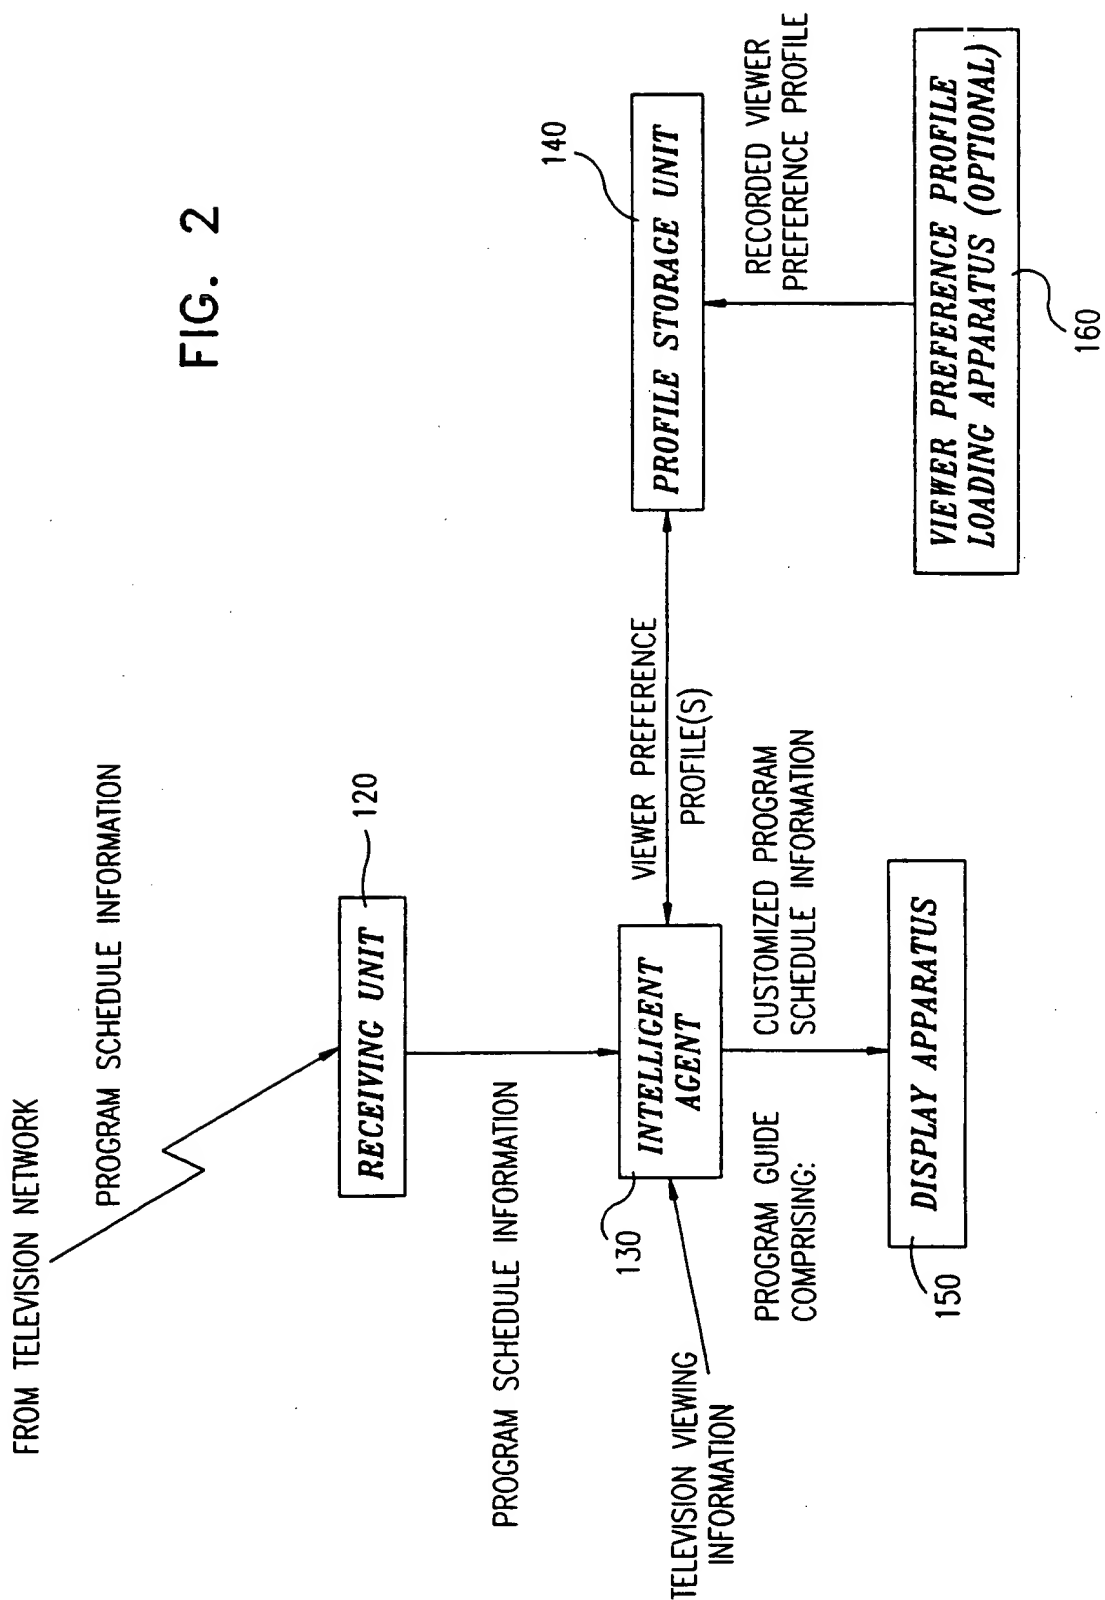 FIG. 2
FROM TELEVISION NETWORK
PROGRAM SCHEDULE INFORMATION
120
RECEIVING UNIT
PROGRAM SCHEDULE INFORMATION
TELEVISION VIEWING
INFORMATION
130
INTELLIGENT
AGENT
VIEWER PREFERENCE
PROFILE(S)
140
PROFILE STORAGE UNIT
RECORDED VIEWER
PREFERENCE PROFILE
PROGRAM GUIDE
COMPRISING:
CUSTOMIZED PROGRAM
SCHEDULE INFORMATION
150
DISPLAY APPARATUS
VIEWER PREFERENCE PROFILE
LOADING APPARATUS (OPTIONAL)
160